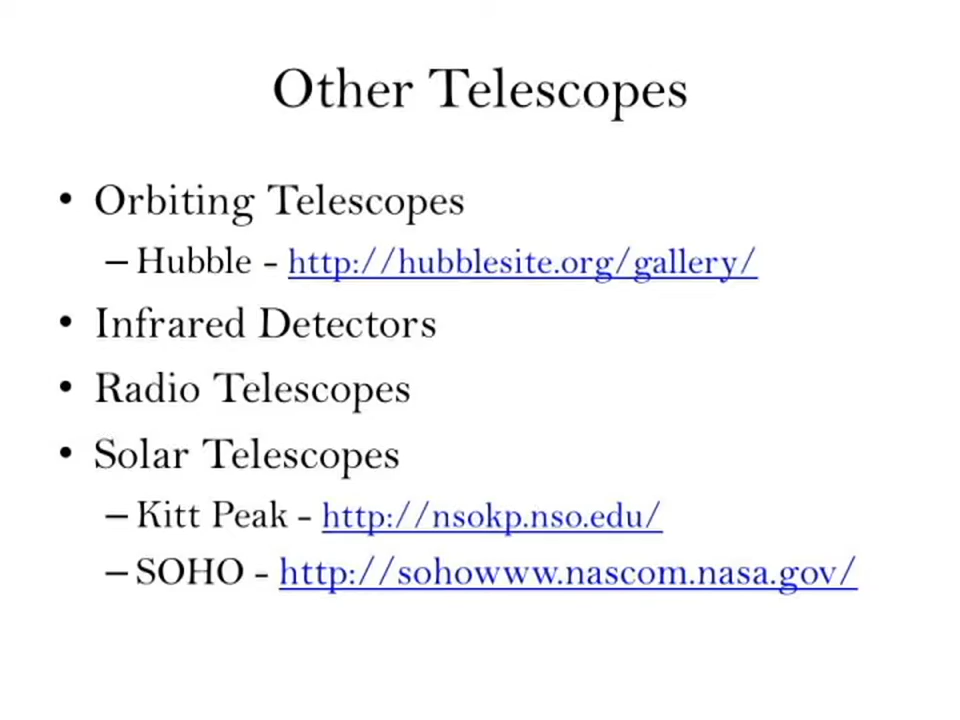 Other Telescopes
• Orbiting Telescopes
– Hubble - http://hubblesite.org/gallery/
• Infrared Detectors
• Radio Telescopes
• Solar Telescopes
– Kitt Peak - http://nsokp.nso.edu/
– SOHO - http://sohowww.nascom.nasa.gov/